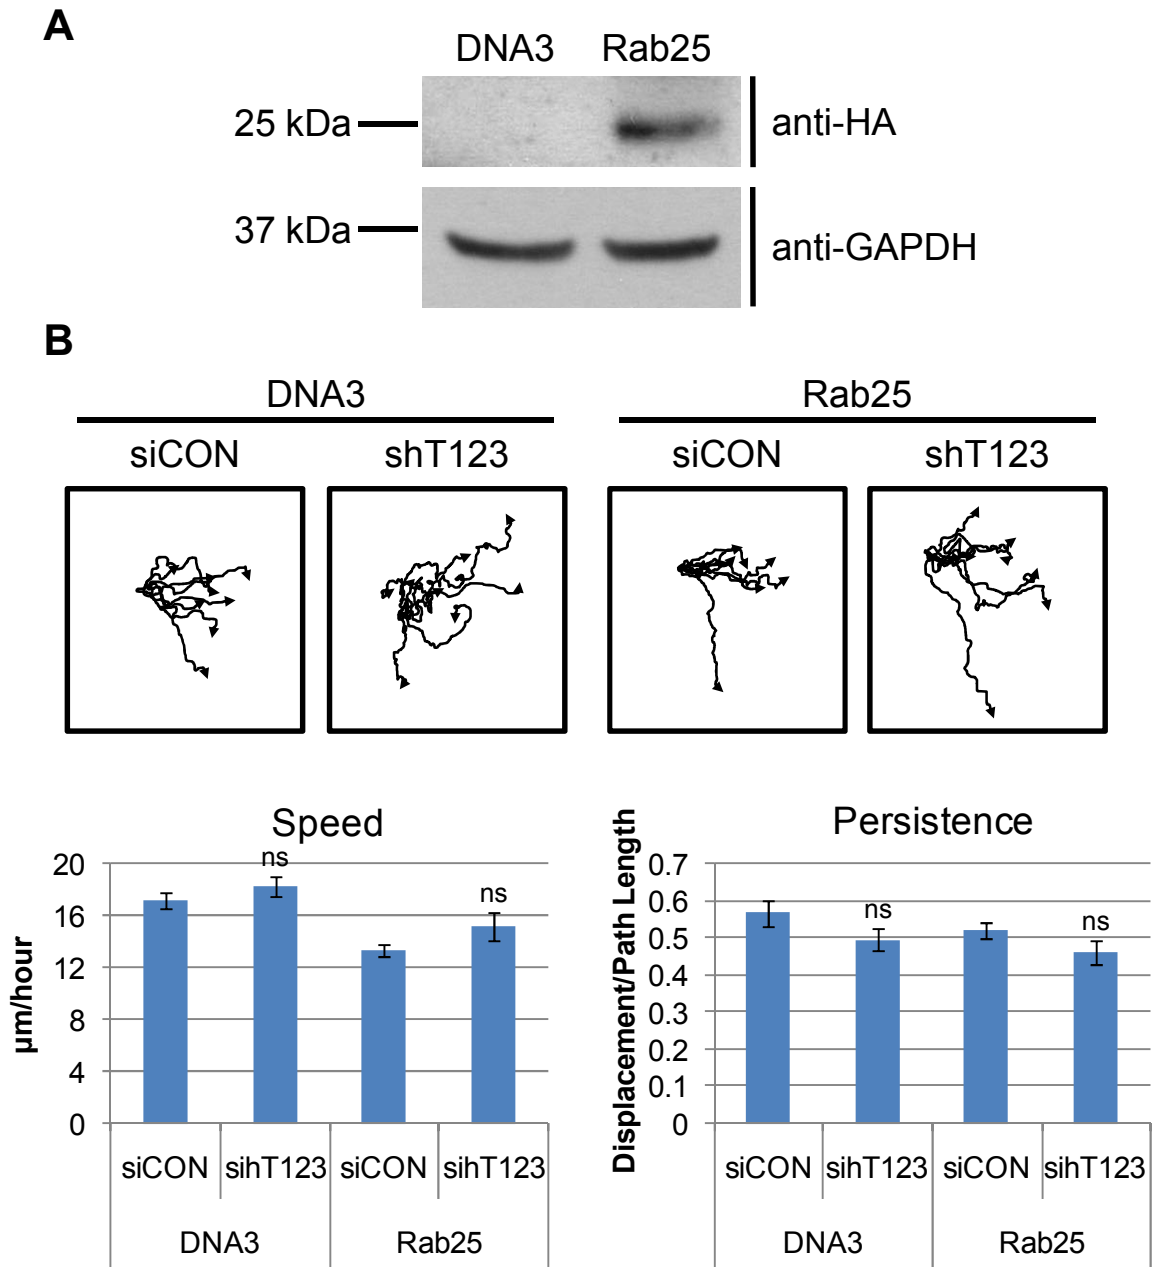 A
DNA3 Rab25
25 kDa
anti-HA
37 kDa
anti-GAPDH
B
DNA3 Rab25
siCON shT123 siCON shT123
Speed
µm/hour
20
16
12
8
4
0
ns
ns
siCON sihT123 siCON sihT123
DNA3 Rab25
Persistence
Displacement/Path Length
0.7
0.6
0.5
0.4
0.3
0.2
0.1
0
ns
ns
siCON sihT123 siCON sihT123
DNA3 Rab25